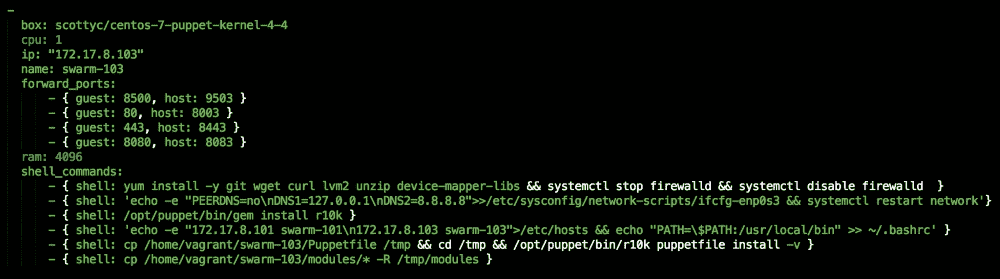 -
box: scottyc/centos-7-puppet-kernel-4-4
cpu: 1
ip: "172.17.8.103"
name: swarm-103
forward_ports:
- { guest: 8500, host: 9503 }
- { guest: 80, host: 8003 }
- { guest: 443, host: 8443 }
- { guest: 8080, host: 8083 }
ram: 4096
shell_commands:
- { shell: yum install -y git wget curl lvm2 unzip device-mapper-libs && systemctl stop firewalld && systemctl disable firewalld  }
- { shell: 'echo -e "PEERDNS=no\nDNS1=127.0.0.1\nDNS2=8.8.8.8">>/etc/sysconfig/network-scripts/ifcfg-enp0s3 && systemctl restart network'}
- { shell: /opt/puppet/bin/gem install r10k }
- { shell: 'echo -e "172.17.8.101 swarm-101\n172.17.8.103 swarm-103">/etc/hosts && echo "PATH=\$PATH:/usr/local/bin" >> ~/.bashrc' }
- { shell: cp /home/vagrant/swarm-103/Puppetfile /tmp && cd /tmp && /opt/puppet/bin/r10k puppetfile install -v }
- { shell: cp /home/vagrant/swarm-103/modules/* -R /tmp/modules }